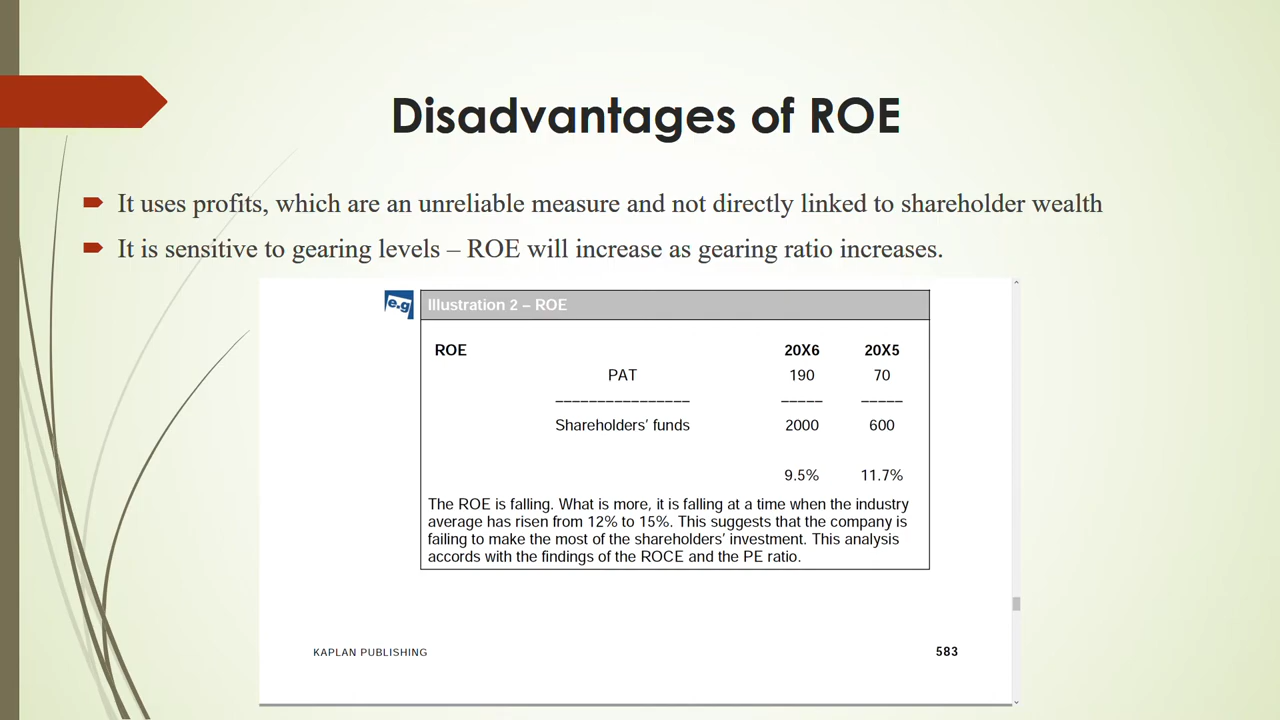 Disadvantages of ROE
It uses profits, which are an unreliable measure and not directly linked to shareholder wealth
It is sensitive to gearing levels – ROE will increase as gearing ratio increases.
e.g
Illustration 2 – ROE
ROE 20X6 20X5
PAT 190 70
–––––––––––––––– ––––– –––––
Shareholders’ funds 2000 600
9.5% 11.7%
The ROE is falling. What is more, it is falling at a time when the industry
average has risen from 12% to 15%. This suggests that the company is
failing to make the most of the shareholders’ investment. This analysis
accords with the findings of the ROCE and the PE ratio.
KAPLAN PUBLISHING 583